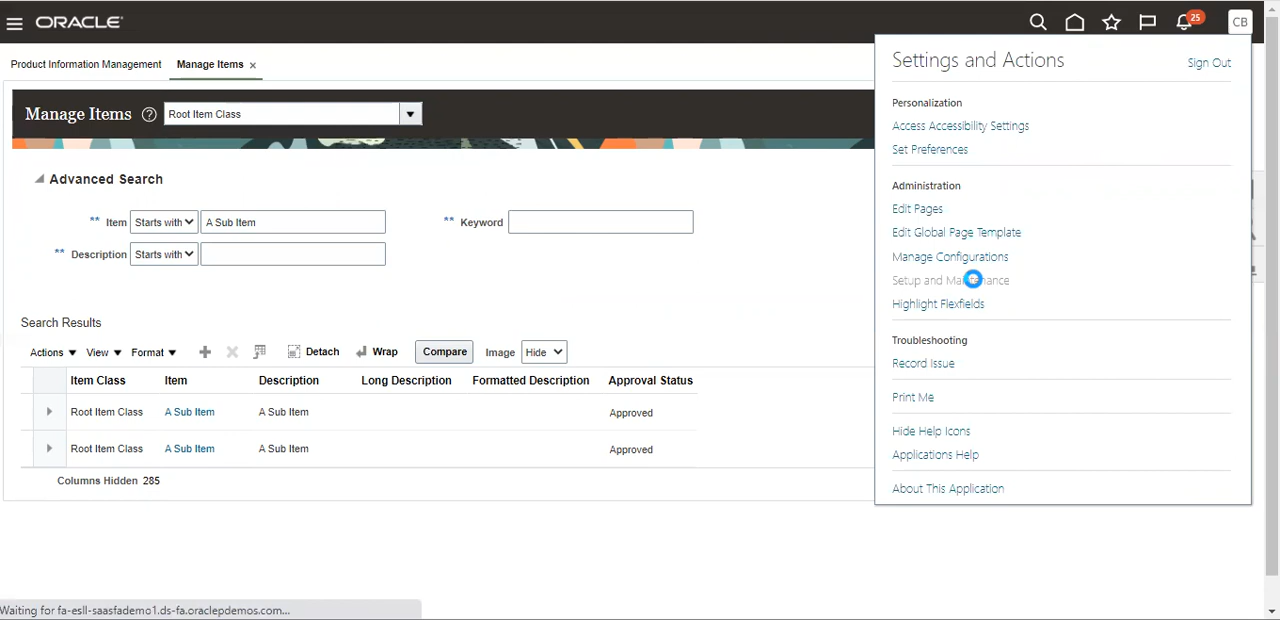 ORACLE
25
CB
Product Information Management
Manage Items
Manage Items
Root Item Class
Advanced Search
** Item Starts with A Sub Item
** Keyword
** Description Starts with
Search Results
Actions View Format Detach Wrap Compare Image Hide
Item Class Item Description Long Description Formatted Description Approval Status
Root Item Class A Sub Item A Sub Item Approved
Root Item Class A Sub Item A Sub Item Approved
Columns Hidden 285
Settings and Actions
Sign Out
Personalization
Access Accessibility Settings
Set Preferences
Administration
Edit Pages
Edit Global Page Template
Manage Configurations
Setup and Maintenance
Highlight Flexfields
Troubleshooting
Record Issue
Print Me
Hide Help Icons
Applications Help
About This Application
Waiting for fa-esll-saasfademo1.ds-fa.oraclepdemos.com...